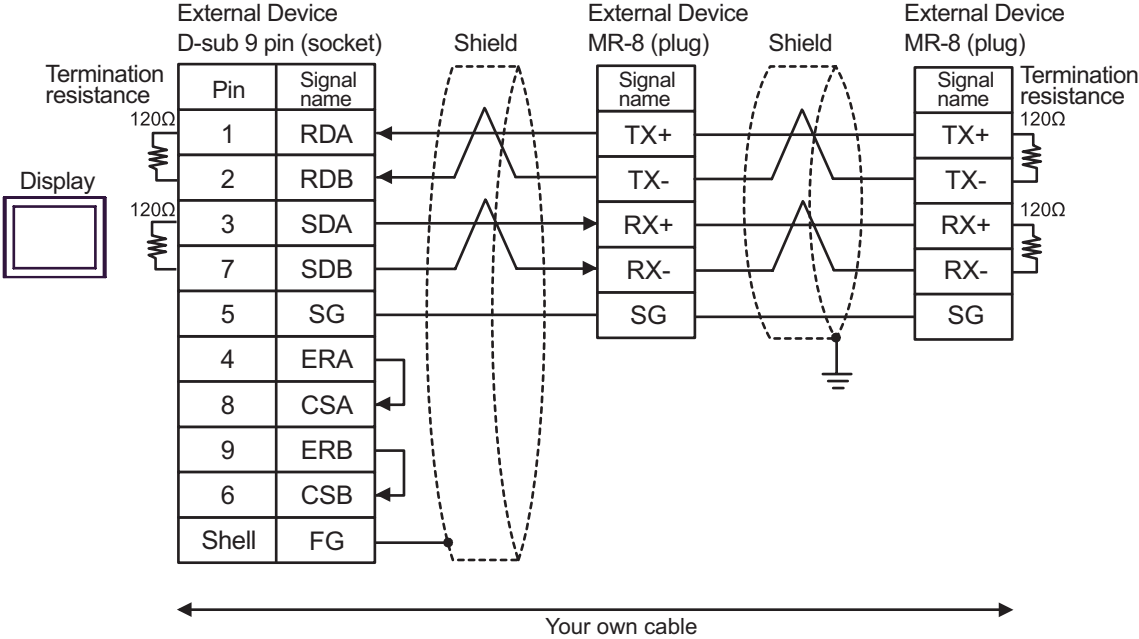 External Device
D-sub 9 pin (socket)
Shield
External Device
MR-8 (plug)
Shield
External Device
MR-8 (plug)
Termination
resistance
120Ω
120Ω
Display
Pin
Signal
name
1 RDA
2 RDB
3 SDA
7 SDB
5 SG
4 ERA
8 CSA
9 ERB
6 CSB
Shell FG
Signal
name
TX+
TX-
RX+
RX-
SG
Signal
name
TX+
TX-
RX+
RX-
SG
Termination
resistance
120Ω
120Ω
Your own cable